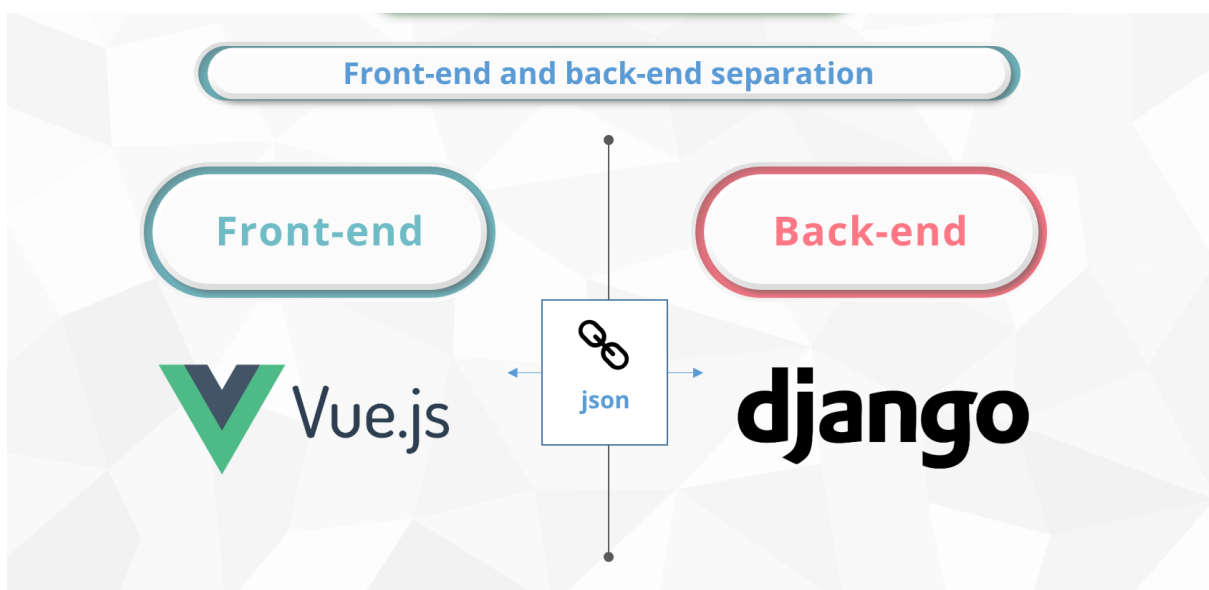 Front-end and back-end separation
Front-end
Back-end
json
Vue.js
django